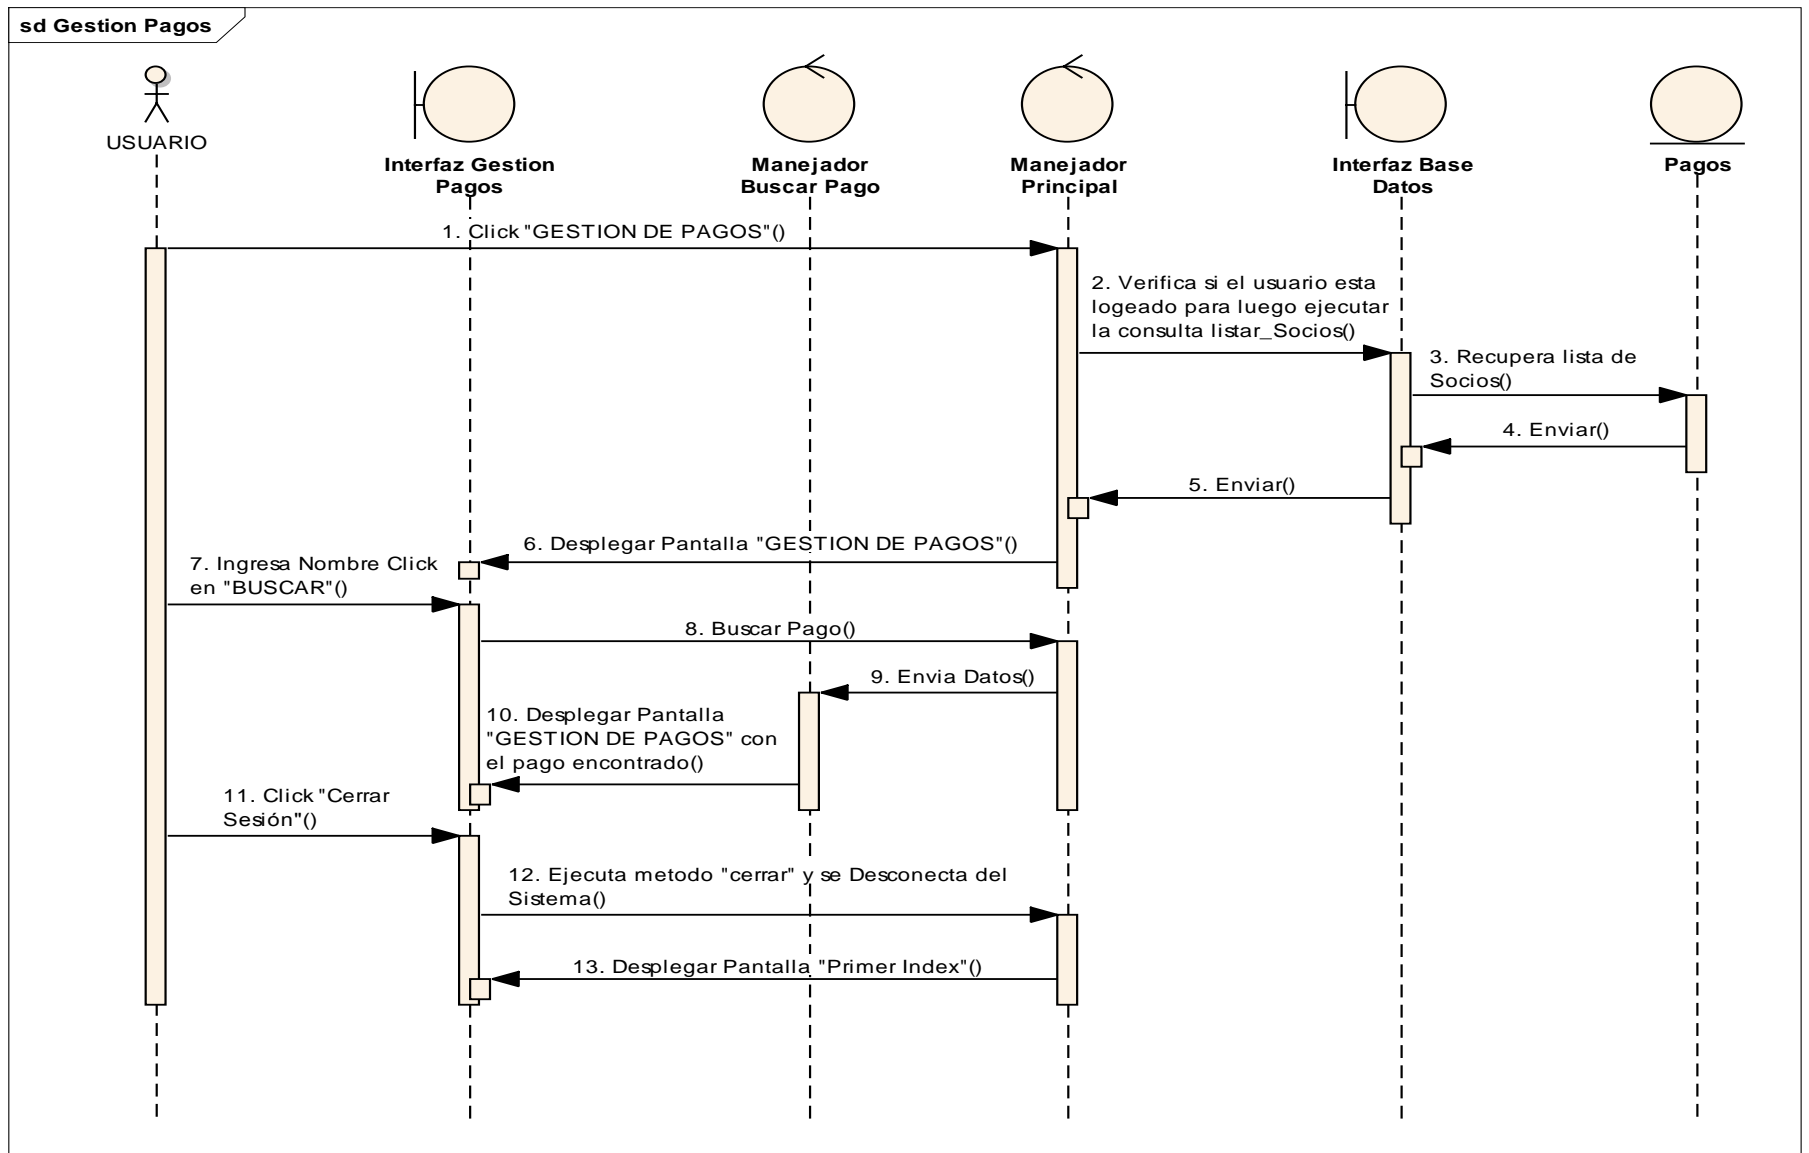 sd Gestion Pagos
USUARIO
Interfaz Gestion
Pagos
Manejador
Buscar Pago
Manejador
Principal
Interfaz Base
Datos
Pagos
1. Click "GESTION DE PAGOS"()
2. Verifica si el usuario esta
logeado para luego ejecutar
la consulta listar_Socios()
3. Recupera lista de
Socios()
4. Enviar()
5. Enviar()
6. Desplegar Pantalla "GESTION DE PAGOS"()
7. Ingresa Nombre Click
en "BUSCAR"()
8. Buscar Pago()
9. Envia Datos()
10. Desplegar Pantalla
"GESTION DE PAGOS" con
el pago encontrado()
11. Click "Cerrar
Sesión"()
12. Ejecuta metodo "cerrar" y se Desconecta del
Sistema()
13. Desplegar Pantalla "Primer Index"()